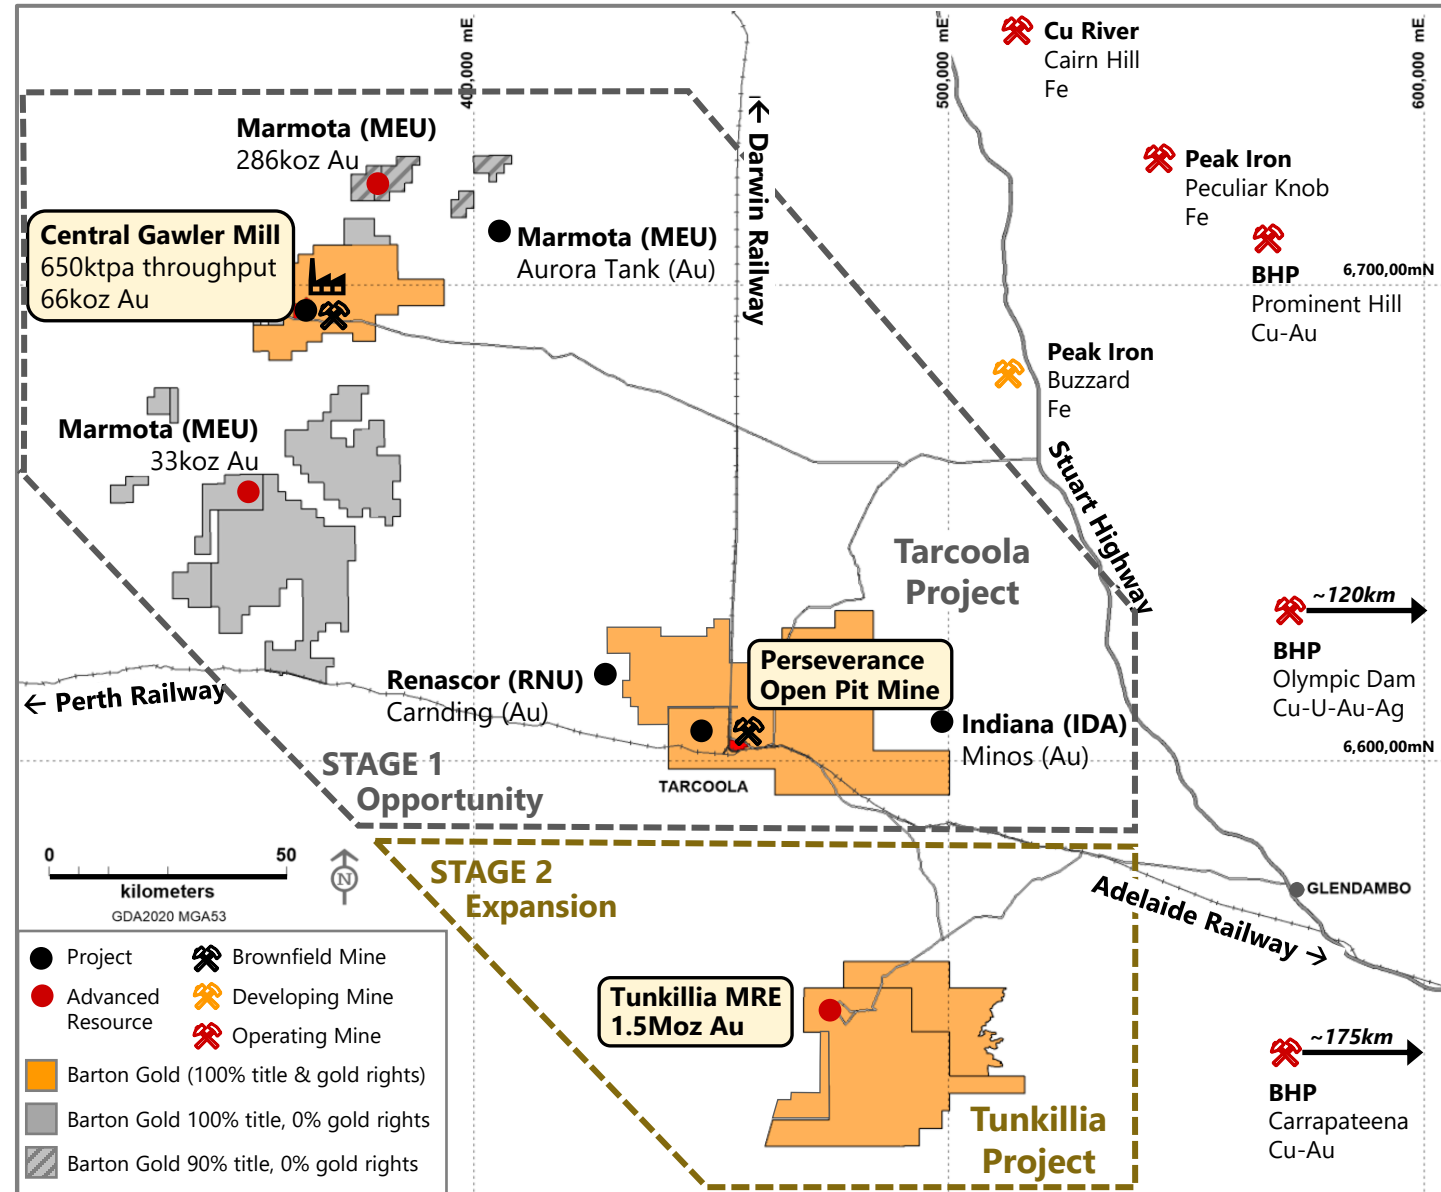 400,000 mE
500,000 mE
600,000 mE
Cu River
Cairn Hill
Fe
← Darwin Railway
Marmota (MEU)
286koz Au
Peak Iron
Peculiar Knob
Fe
Central Gawler Mill
650ktpa throughput
66koz Au
Marmota (MEU)
Aurora Tank (Au)
6,700,00mN
BHP
Prominent Hill
Cu-Au
Peak Iron
Buzzard
Fe
Marmota (MEU)
33koz Au
Stuart Highway
Tarcoola
Project
~120km
BHP
Olympic Dam
Cu-U-Au-Ag
Perseverance
Open Pit Mine
← Perth Railway
Renascor (RNU)
Carnding (Au)
Indiana (IDA)
Minos (Au)
6,600,00mN
STAGE 1
Opportunity
TARCOOLA
0 50
kilometers
GDA2020 MGA53
N
STAGE 2
Expansion
Adelaide Railway →
GLENDAMBO
Project
Brownfield Mine
Advanced
Resource
Developing Mine
Operating Mine
Barton Gold (100% title & gold rights)
Barton Gold 100% title, 0% gold rights
Barton Gold 90% title, 0% gold rights
Tunkillia MRE
1.5Moz Au
~175km
BHP
Carrapateena
Cu-Au
Tunkillia
Project